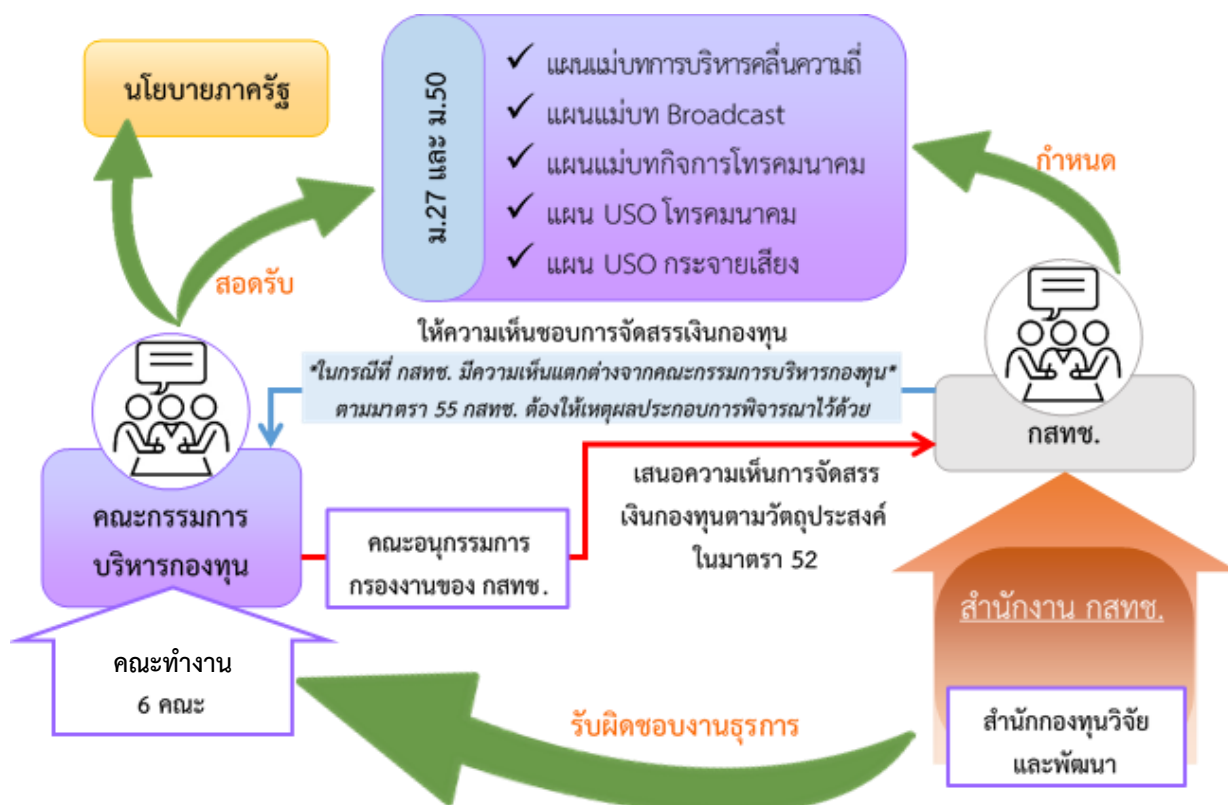 นโยบายภาครัฐ
ม.27 และ ม.50
✓ แผนแม่บทการบริหารคลื่นความถี่
✓ แผนแม่บท Broadcast
✓ แผนแม่บทกิจการโทรคมนาคม
✓ แผน USO โทรคมนาคม
✓ แผน USO กระจายเสียง
กำหนด
สอดรับ
ให้ความเห็นชอบการจัดสรรเงินกองทุน
*ในกรณีที่ กสทช. มีความเห็นแตกต่างจากคณะกรรมการบริหารกองทุน*
ตามมาตรา 55 กสทช. ต้องให้เหตุผลประกอบการพิจารณาไว้ด้วย
กสทช.
คณะกรรมการ
บริหารกองทุน
คณะอนุกรรมการ
กรองงานของ กสทช.
เสนอความเห็นการจัดสรร
เงินกองทุนตามวัตถุประสงค์
ในมาตรา 52
สำนักงาน กสทช.
คณะทำงาน
6 คณะ
รับผิดชอบงานธุรการ
สำนักกองทุนวิจัย
และพัฒนา